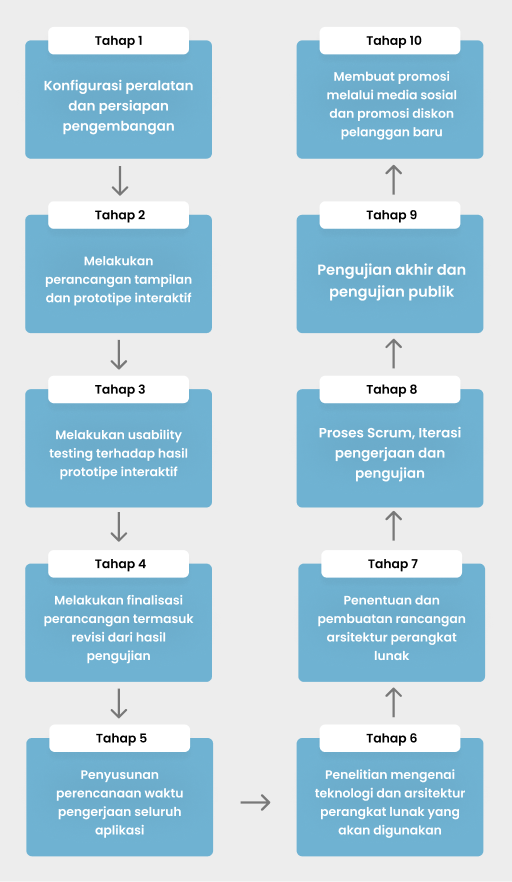 Tahap 1
Konfigurasi peralatan
dan persiapan
pengembangan
Tahap 2
Melakukan
perancangan tampilan
dan prototipe interaktif
Tahap 3
Melakukan usability
testing terhadap hasil
prototipe interaktif
Tahap 4
Melakukan finalisasi
perancangan termasuk
revisi dari hasil
pengujian
Tahap 5
Penyusunan
perencanaan waktu
pengerjaan seluruh
aplikasi
Tahap 6
Penelitian mengenai
teknologi dan arsitektur
perangkat lunak yang
akan digunakan
Tahap 7
Penentuan dan
pembuatan rancangan
arsitektur perangkat
lunak
Tahap 8
Proses Scrum, Iterasi
pengerjaan dan
pengujian
Tahap 9
Pengujian akhir dan
pengujian publik
Tahap 10
Membuat promosi
melalui media sosial
dan promosi diskon
pelanggan baru